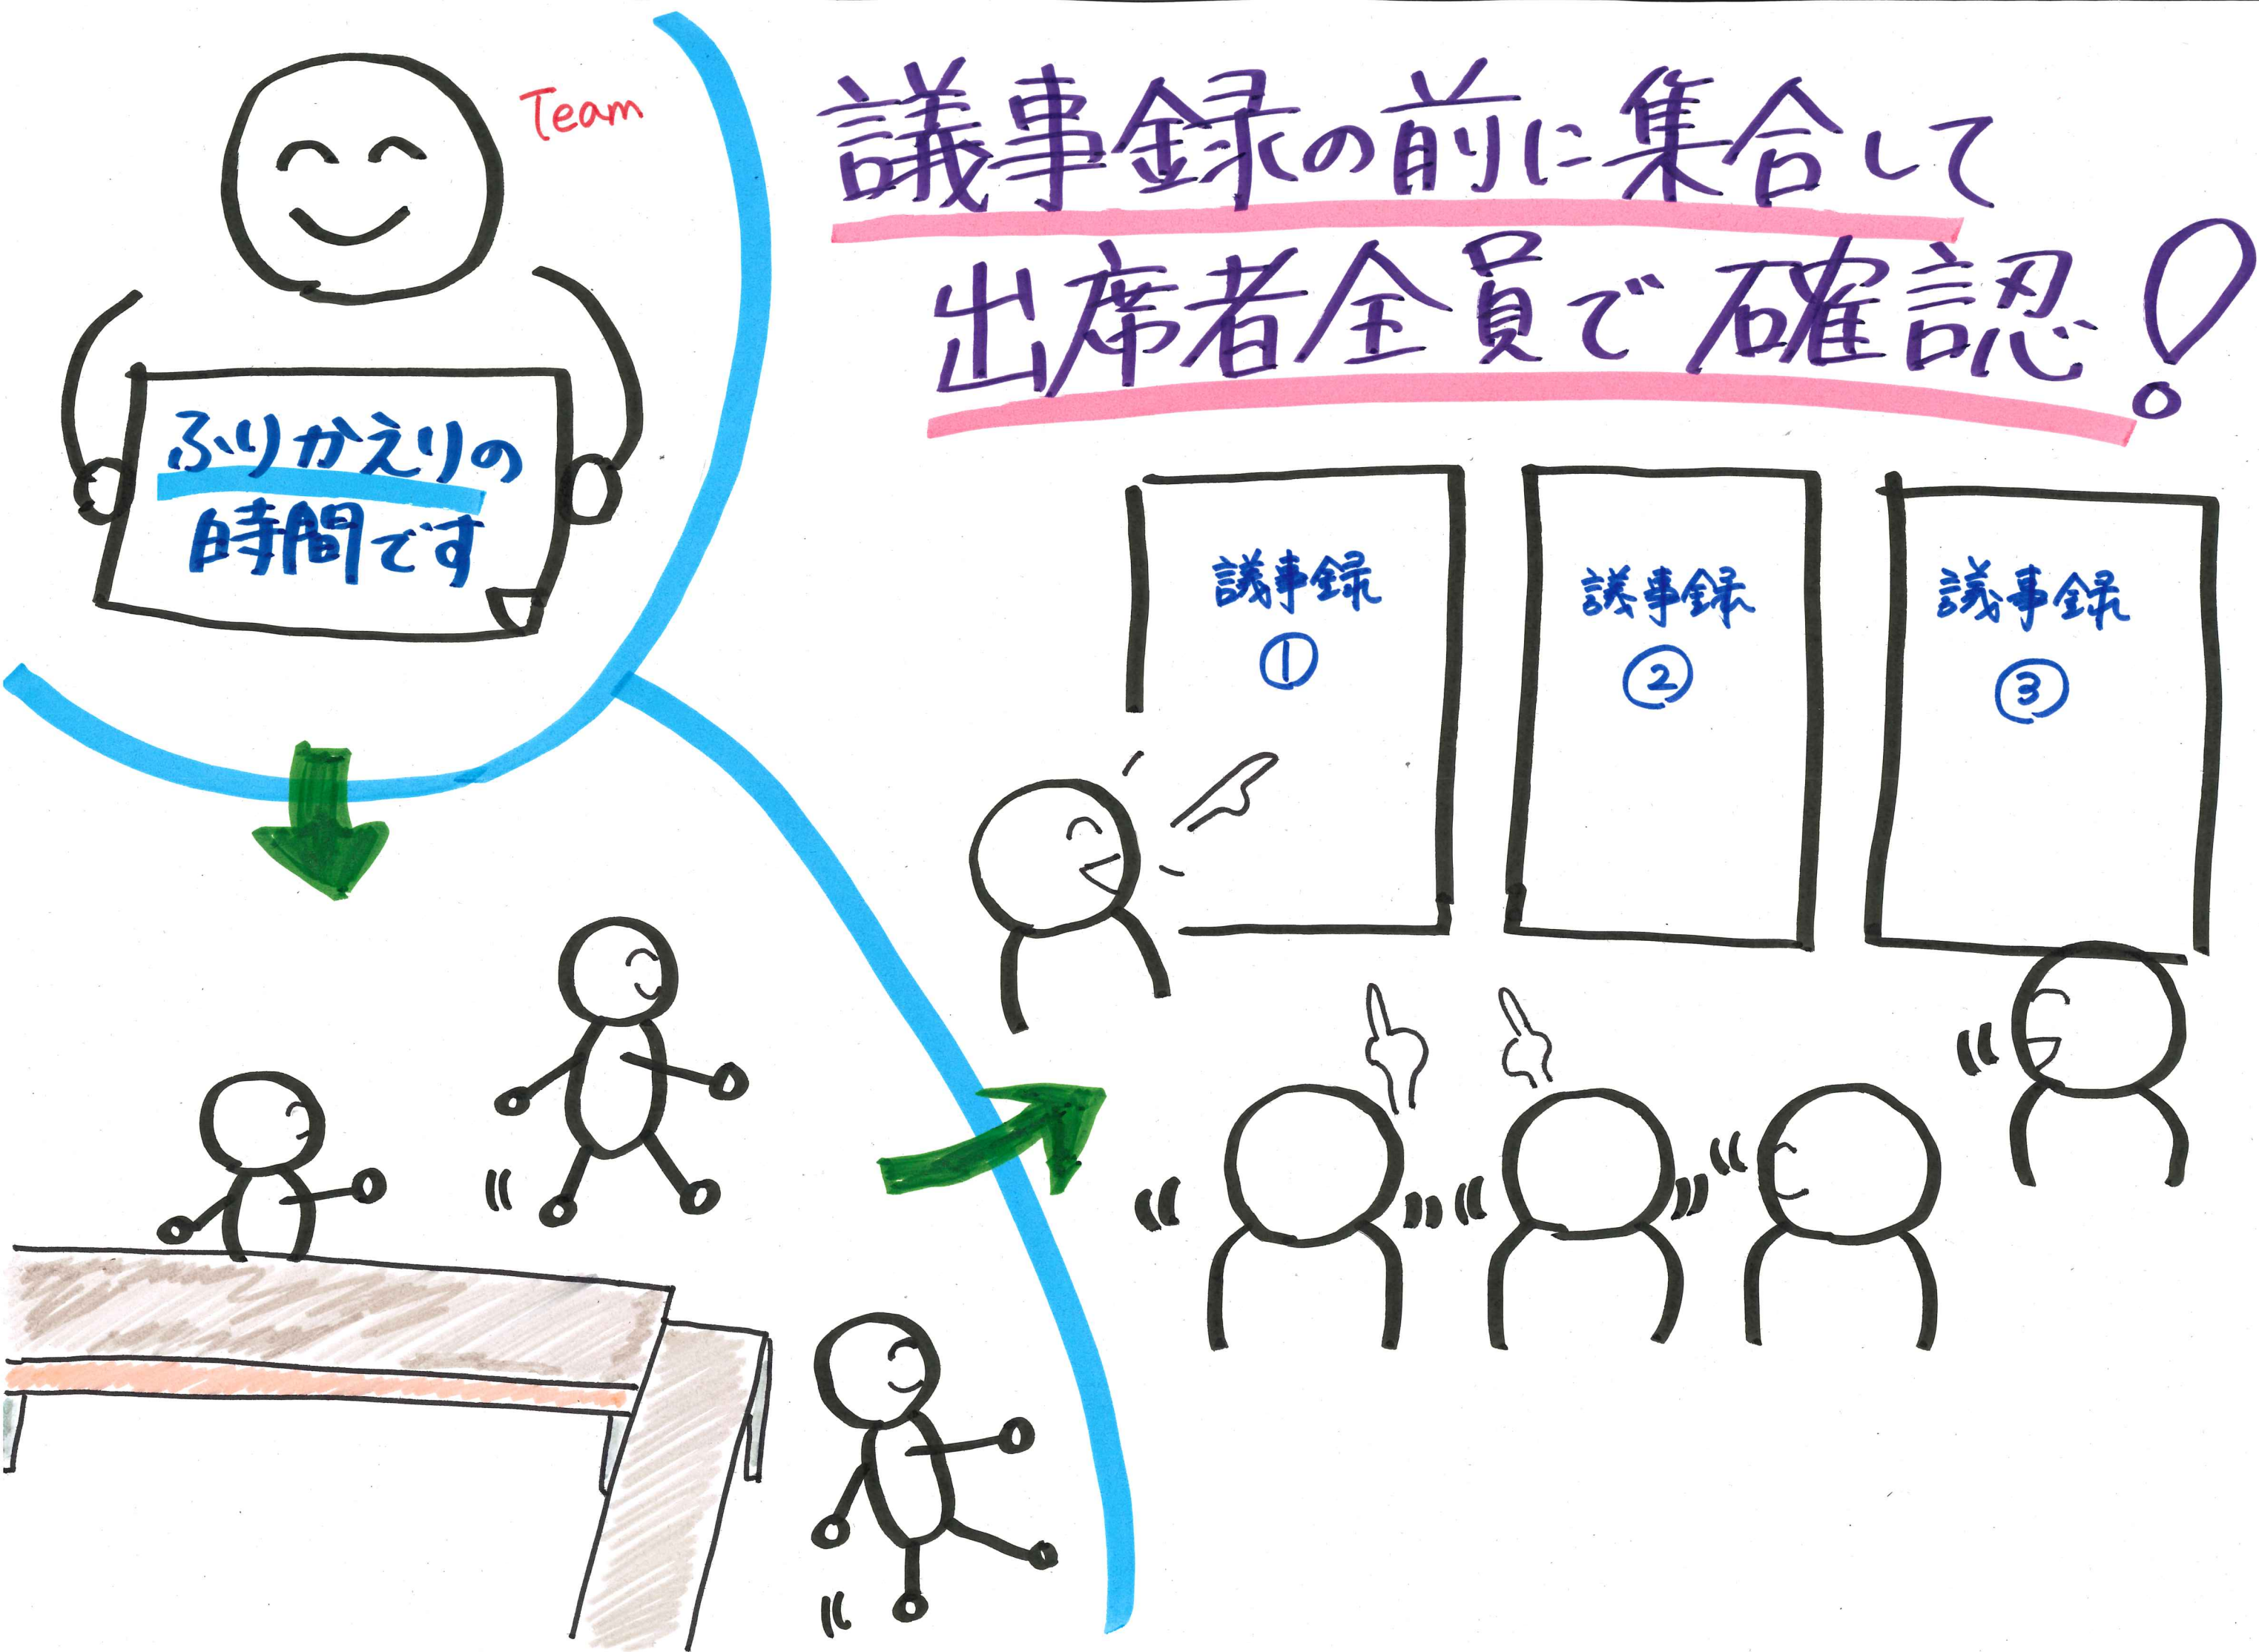 Team
ふりかえりの
時間です
議事録の前に集合して
出席者全員で確認!
議事録
①
議事録
②
議事録
③